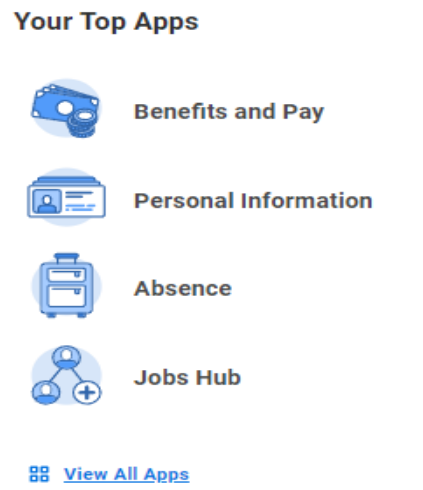 Your Top Apps
Benefits and Pay
Personal Information
Absence
Jobs Hub
View All Apps